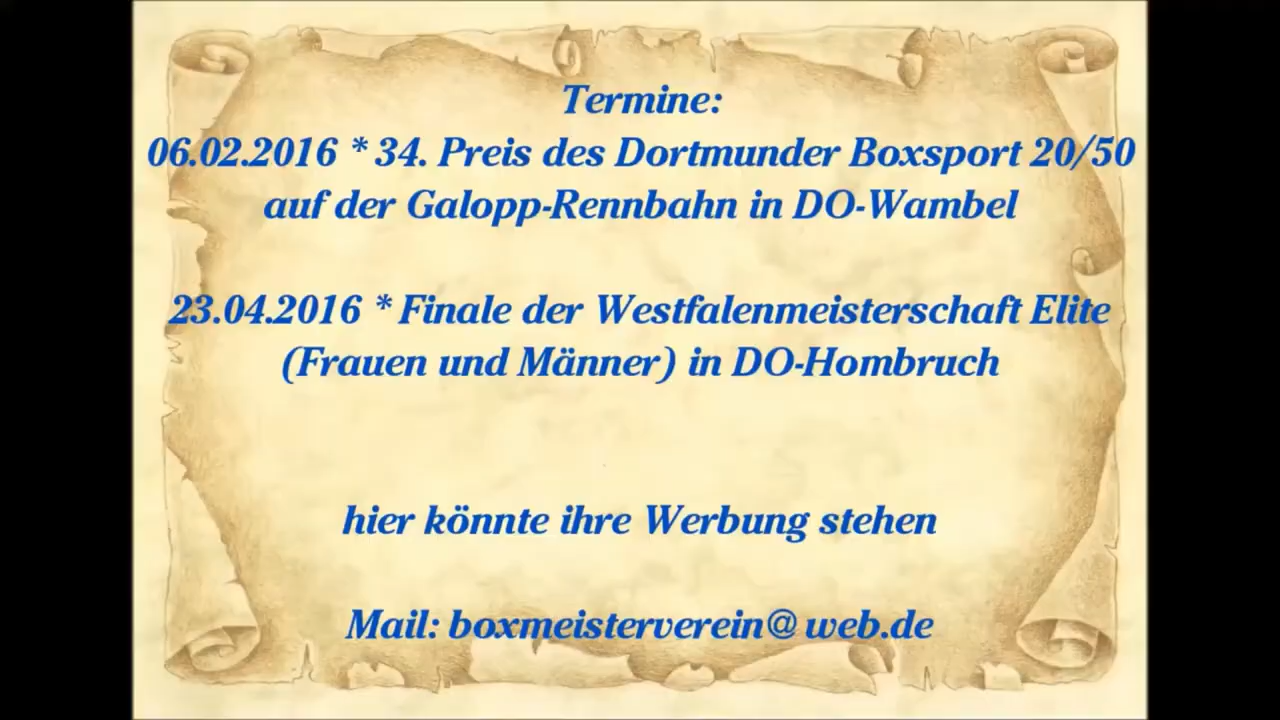 Termine:
06.02.2016 * 34. Preis des Dortmunder Boxsport 20/50
auf der Galopp-Rennbahn in DO-Wambel
23.04.2016 * Finale der Westfalenmeisterschaft Elite
(Frauen und Männer) in DO-Hombruch
hier könnte ihre Werbung stehen
Mail: boxmeisterverein@web.de